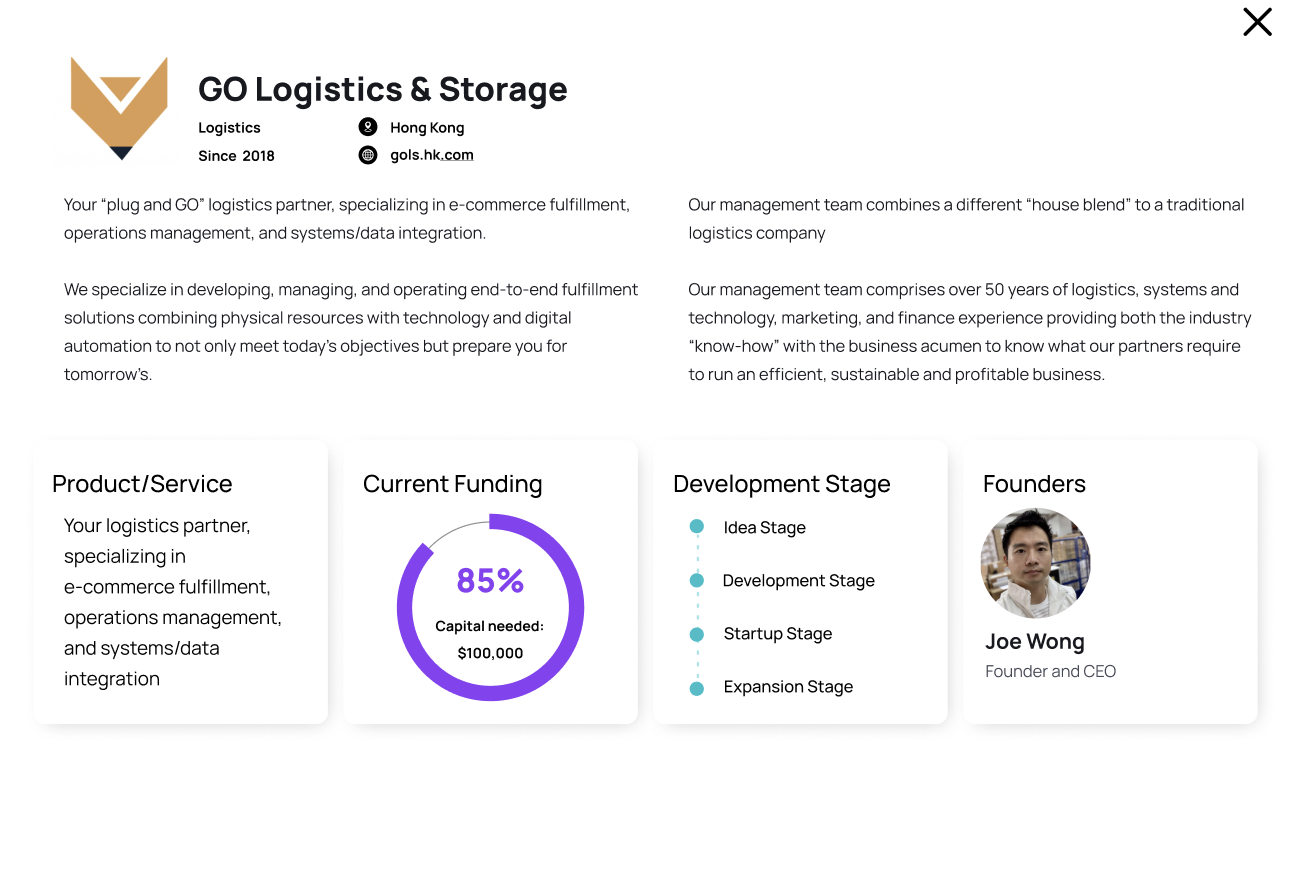 GO Logistics & Storage
Logistics
Hong Kong
Since 2018
gols.hk.com
Your “plug and GO” logistics partner, specializing in e-commerce fulfillment,
operations management, and systems/data integration.
We specialize in developing, managing, and operating end-to-end fulfillment
solutions combining physical resources with technology and digital
automation to not only meet today’s objectives but prepare you for
tomorrow’s.
Our management team combines a different “house blend” to a traditional
logistics company
Our management team comprises over 50 years of logistics, systems and
technology, marketing, and finance experience providing both the industry
“know-how” with the business acumen to know what our partners require
to run an efficient, sustainable and profitable business.
Product/Service
Your logistics partner,
specializing in
e-commerce fulfillment,
operations management,
and systems/data
integration
Current Funding
85%
Capital needed:
$100,000
Development Stage
Idea Stage
Development Stage
Startup Stage
Expansion Stage
Founders
Joe Wong
Founder and CEO